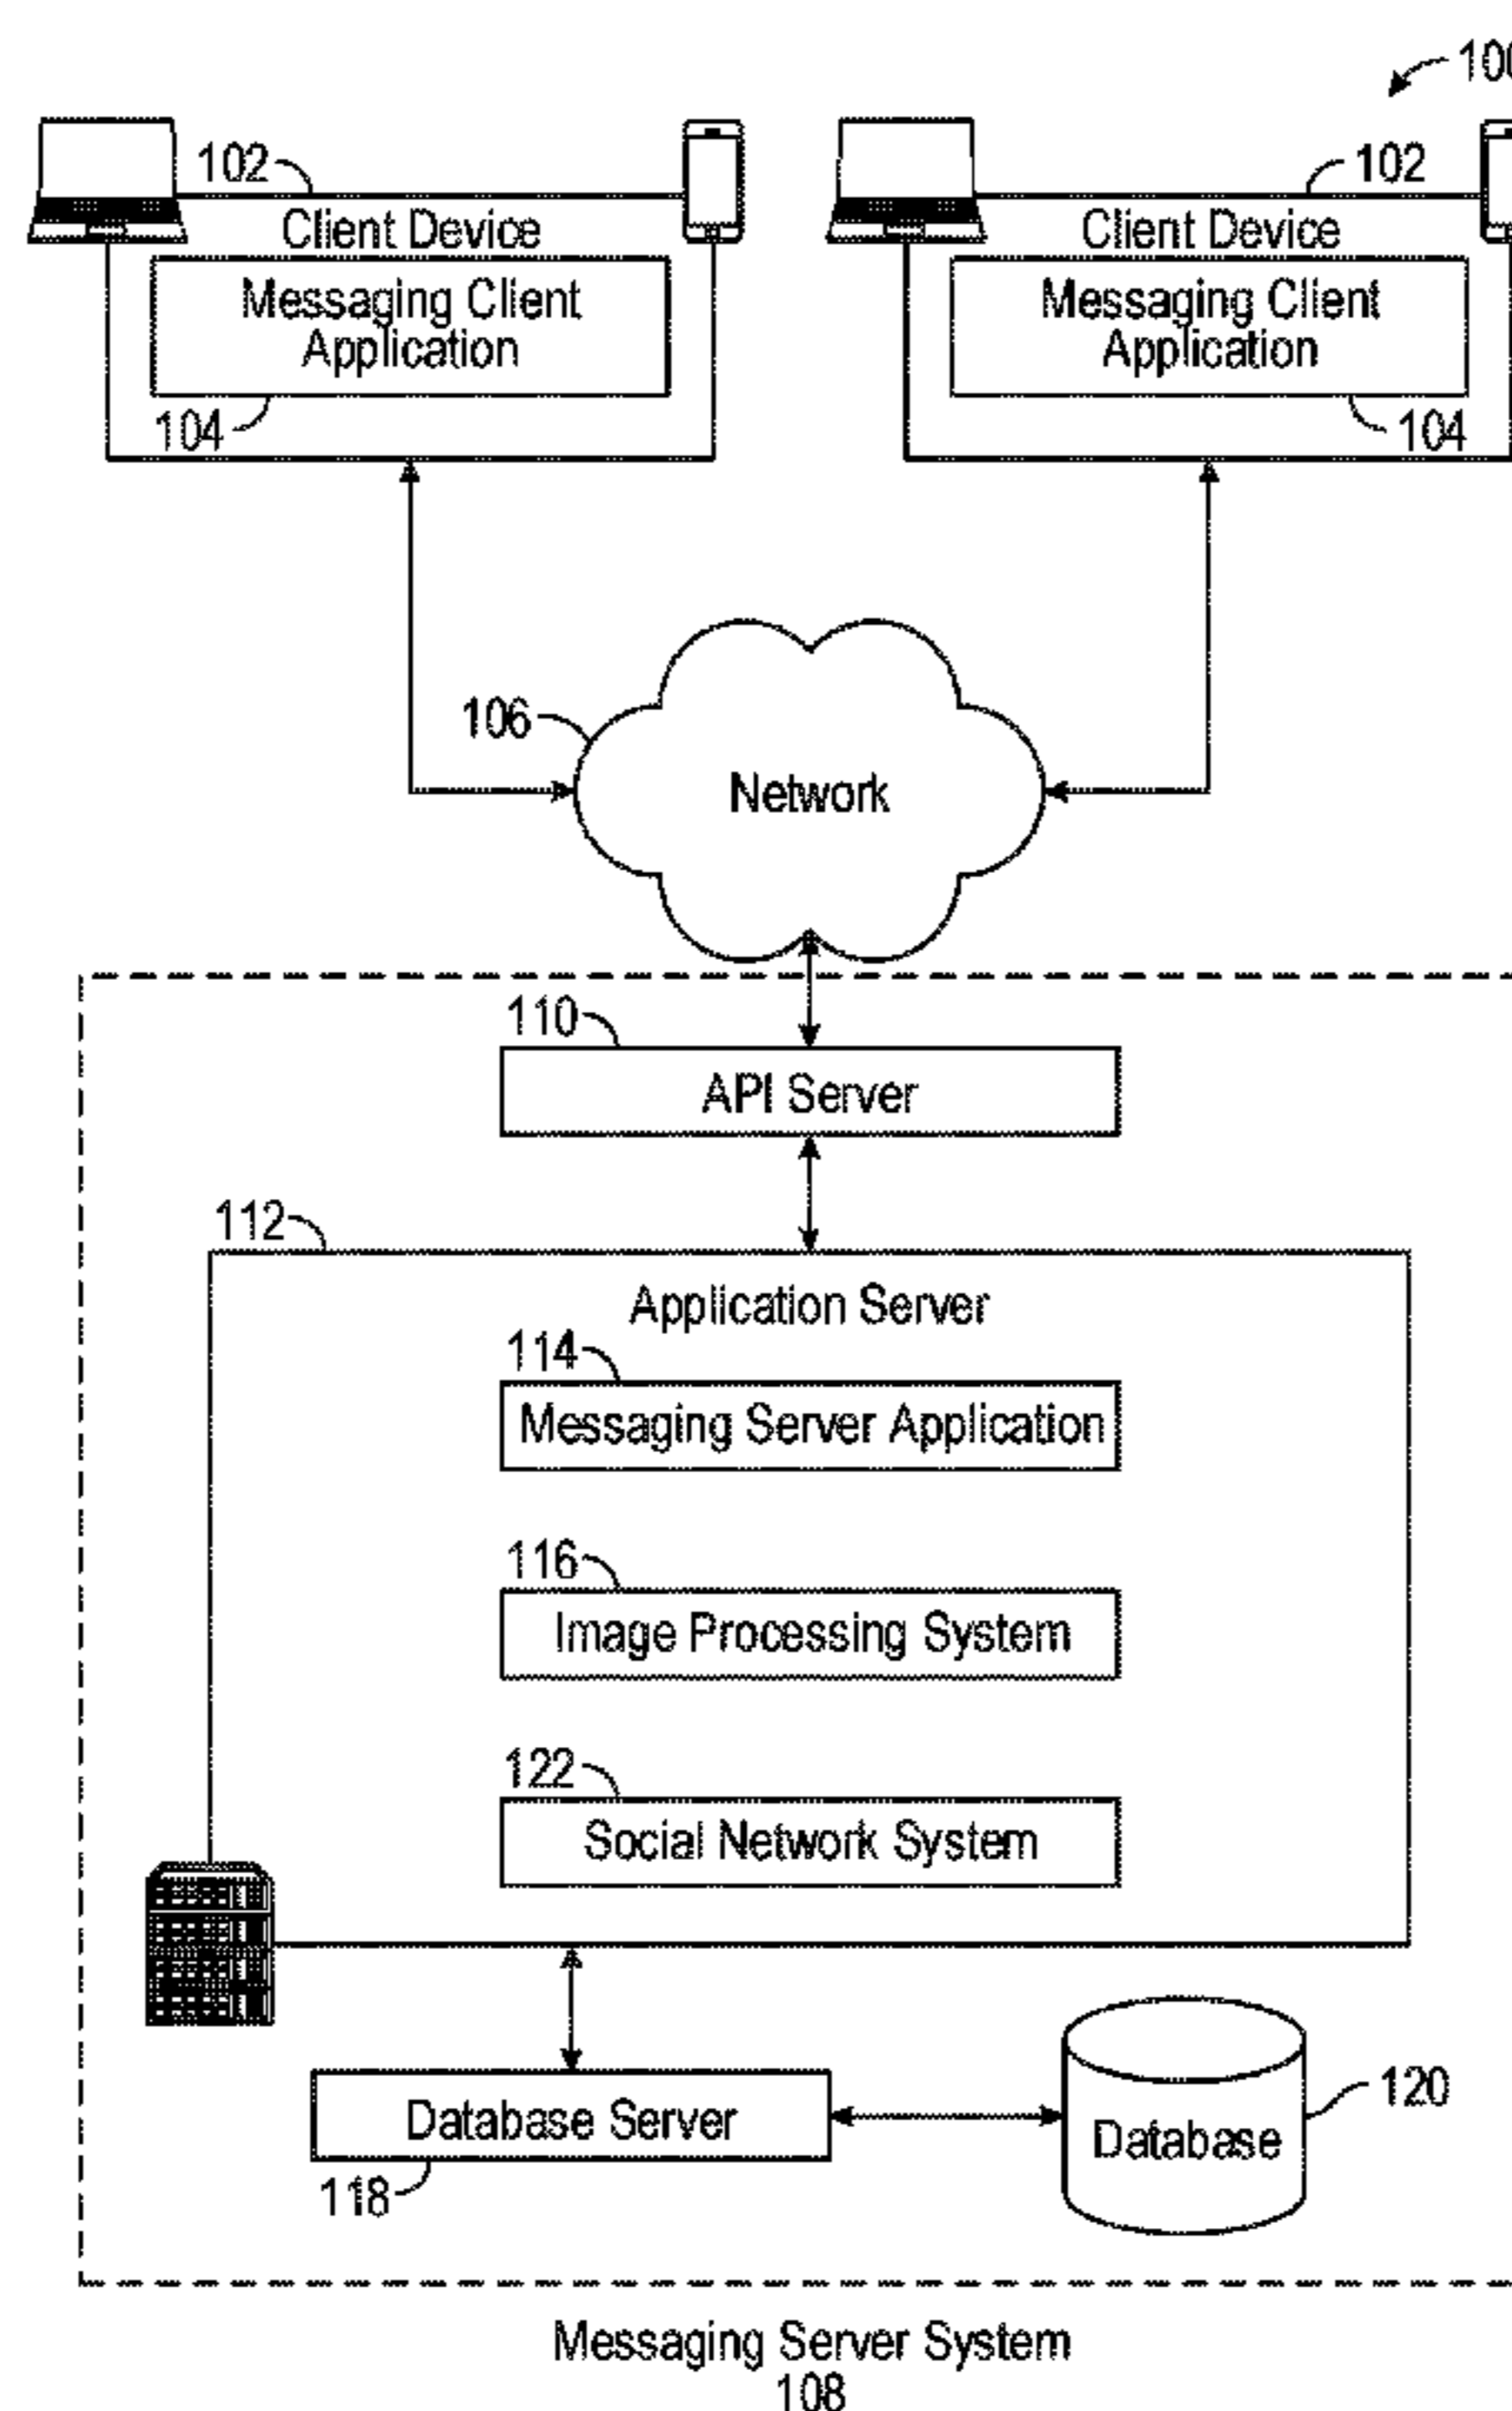 100
102
Client Device
Messaging Client
Application
104
102
Client Device
Messaging Client
Application
104
106
Network
110
API Server
112
Application Server
114
Messaging Server Application
116
Image Processing System
122
Social Network System
Database Server
118
Database
120
Messaging Server System
108